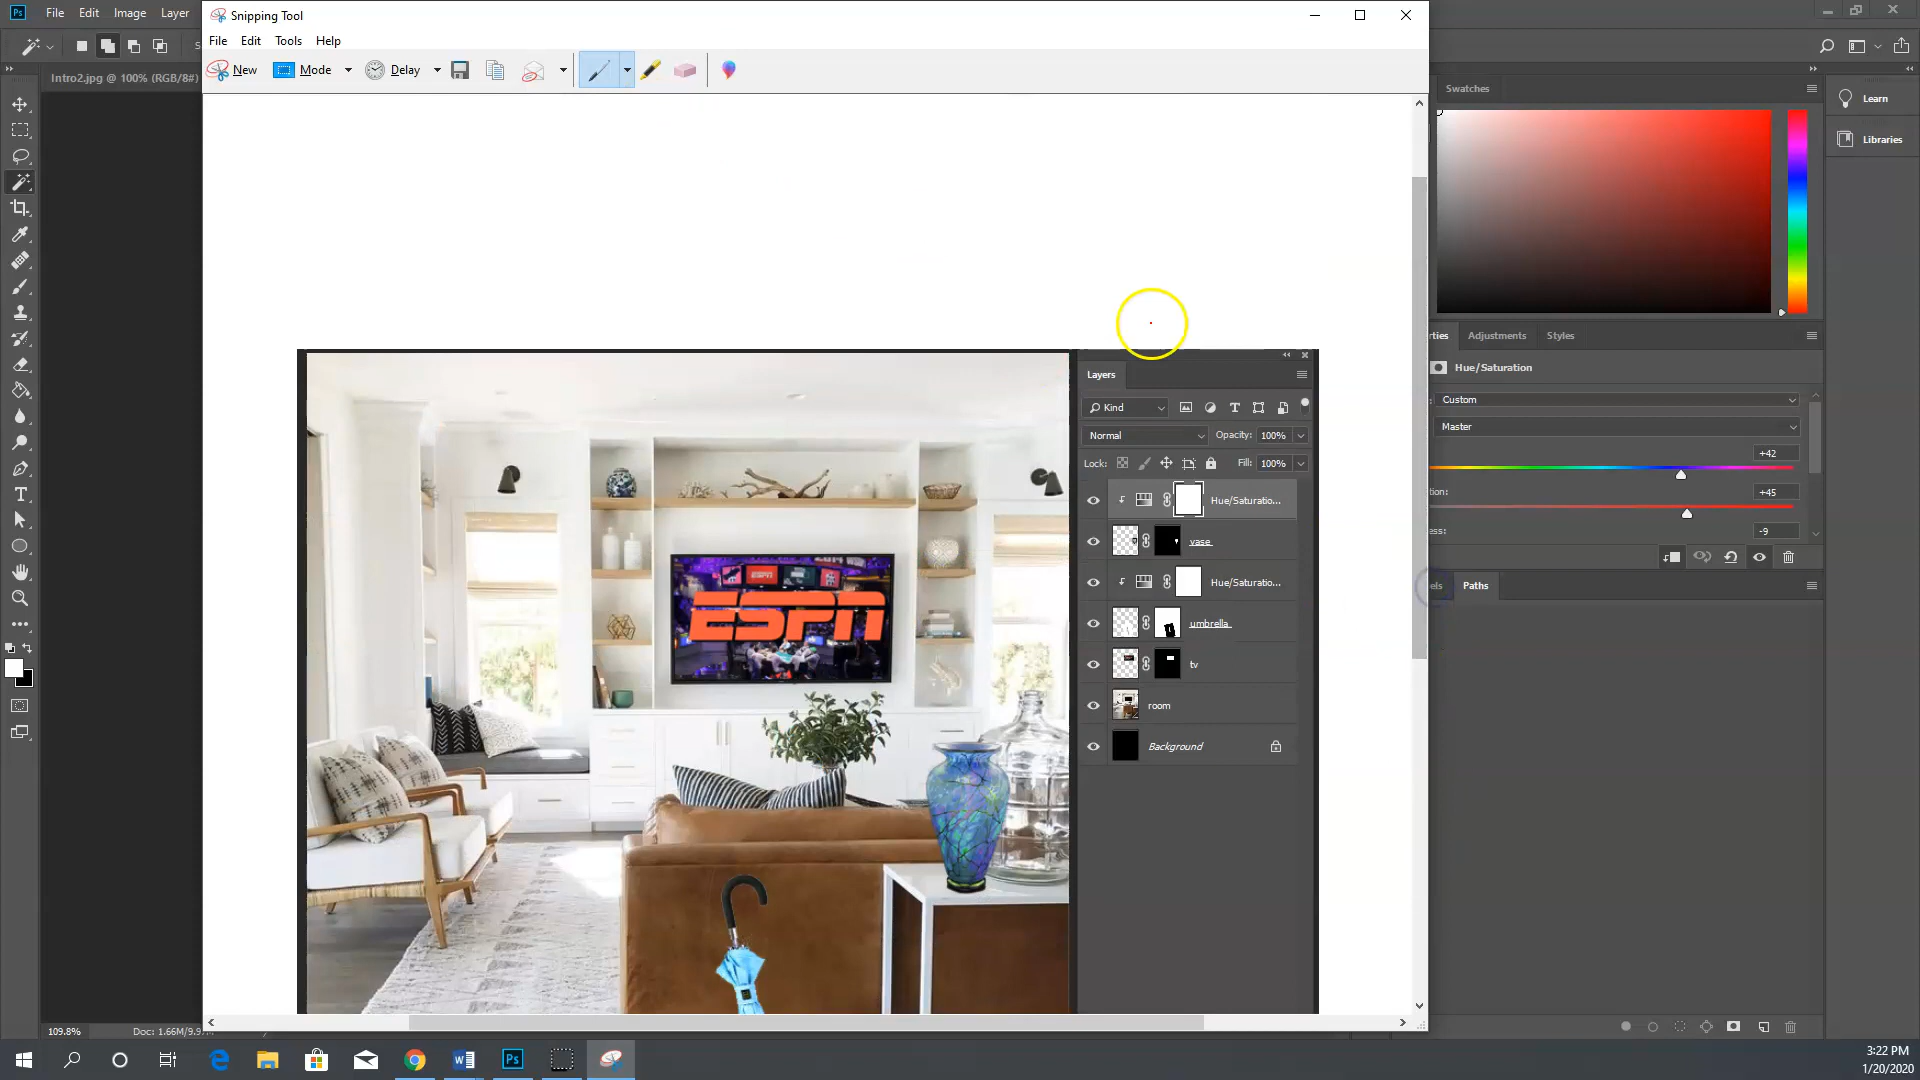 Ps File Edit Image Layer
Snipping Tool
File Edit Tools Help
New Mode Delay
Intro2.jpg @ 100% (RGB/8#)
Swatches
Learn
Libraries
Adjustments Styles
Hue/Saturation
Custom
Master
+42
+45
-9
Paths
Layers
Kind
Normal Opacity: 100%
Lock: Fill: 100%
Hue/Saturatio...
vase
Hue/Saturatio...
umbrella
tv
room
Background
ESPN
109.8% Doc: 1.66M/9.9
Ps
3:22 PM
1/20/2020